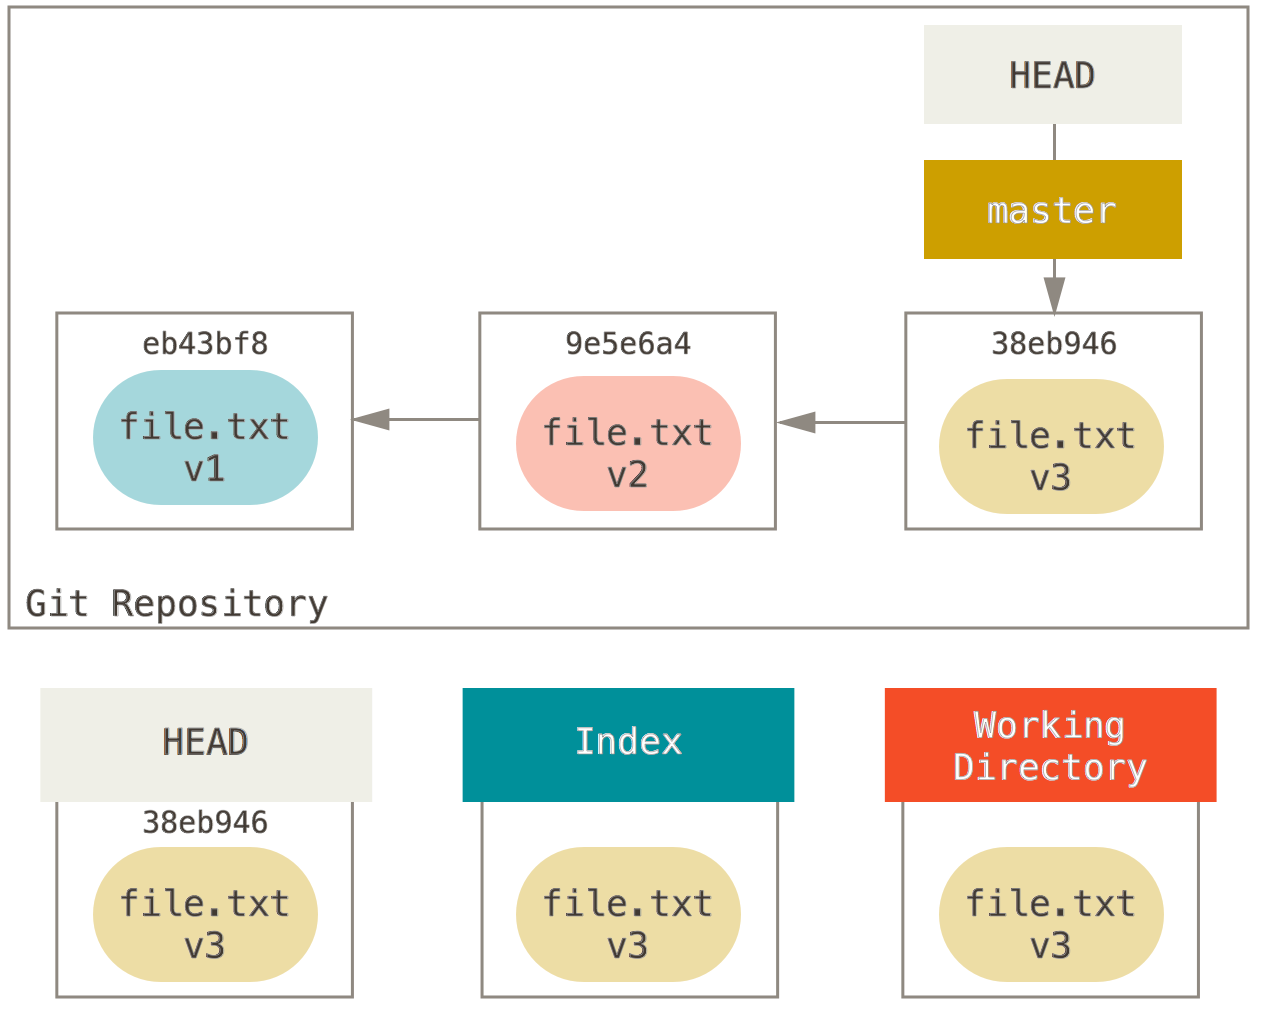 HEAD
master
eb43bf8
file.txt
v1
9e5e6a4
file.txt
v2
38eb946
file.txt
v3
Git Repository
HEAD
38eb946
file.txt
v3
Index
file.txt
v3
Working
Directory
file.txt
v3